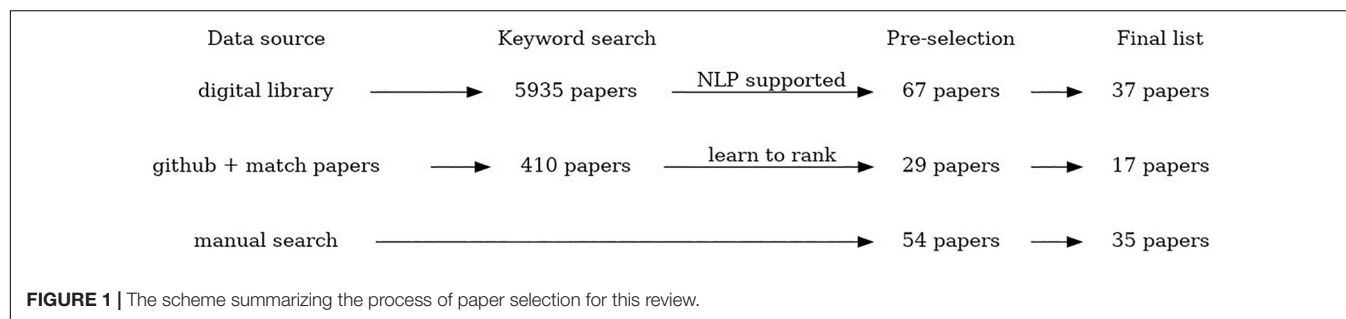 Data source Keyword search Pre-selection Final list
digital library 5935 papers NLP supported 67 papers 37 papers
github + match papers 410 papers learn to rank 29 papers 17 papers
manual search 54 papers 35 papers
FIGURE 1 | The scheme summarizing the process of paper selection for this review.